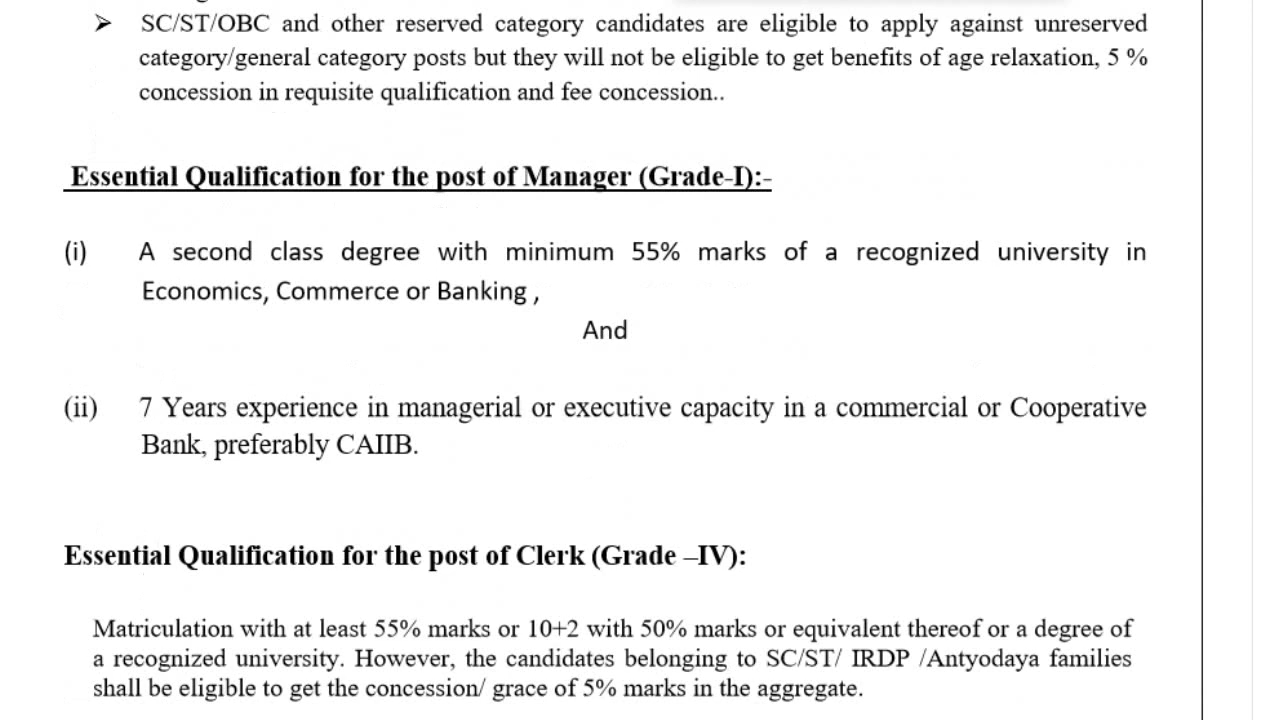 ➢ SC/ST/OBC and other reserved category candidates are eligible to apply against unreserved
category/general category posts but they will not be eligible to get benefits of age relaxation, 5 %
concession in requisite qualification and fee concession..
Essential Qualification for the post of Manager (Grade-I):-
(i) A second class degree with minimum 55% marks of a recognized university in
Economics, Commerce or Banking ,
And
(ii) 7 Years experience in managerial or executive capacity in a commercial or Cooperative
Bank, preferably CAIIB.
Essential Qualification for the post of Clerk (Grade –IV):
Matriculation with at least 55% marks or 10+2 with 50% marks or equivalent thereof or a degree of
a recognized university. However, the candidates belonging to SC/ST/ IRDP /Antyodaya families
shall be eligible to get the concession/ grace of 5% marks in the aggregate.